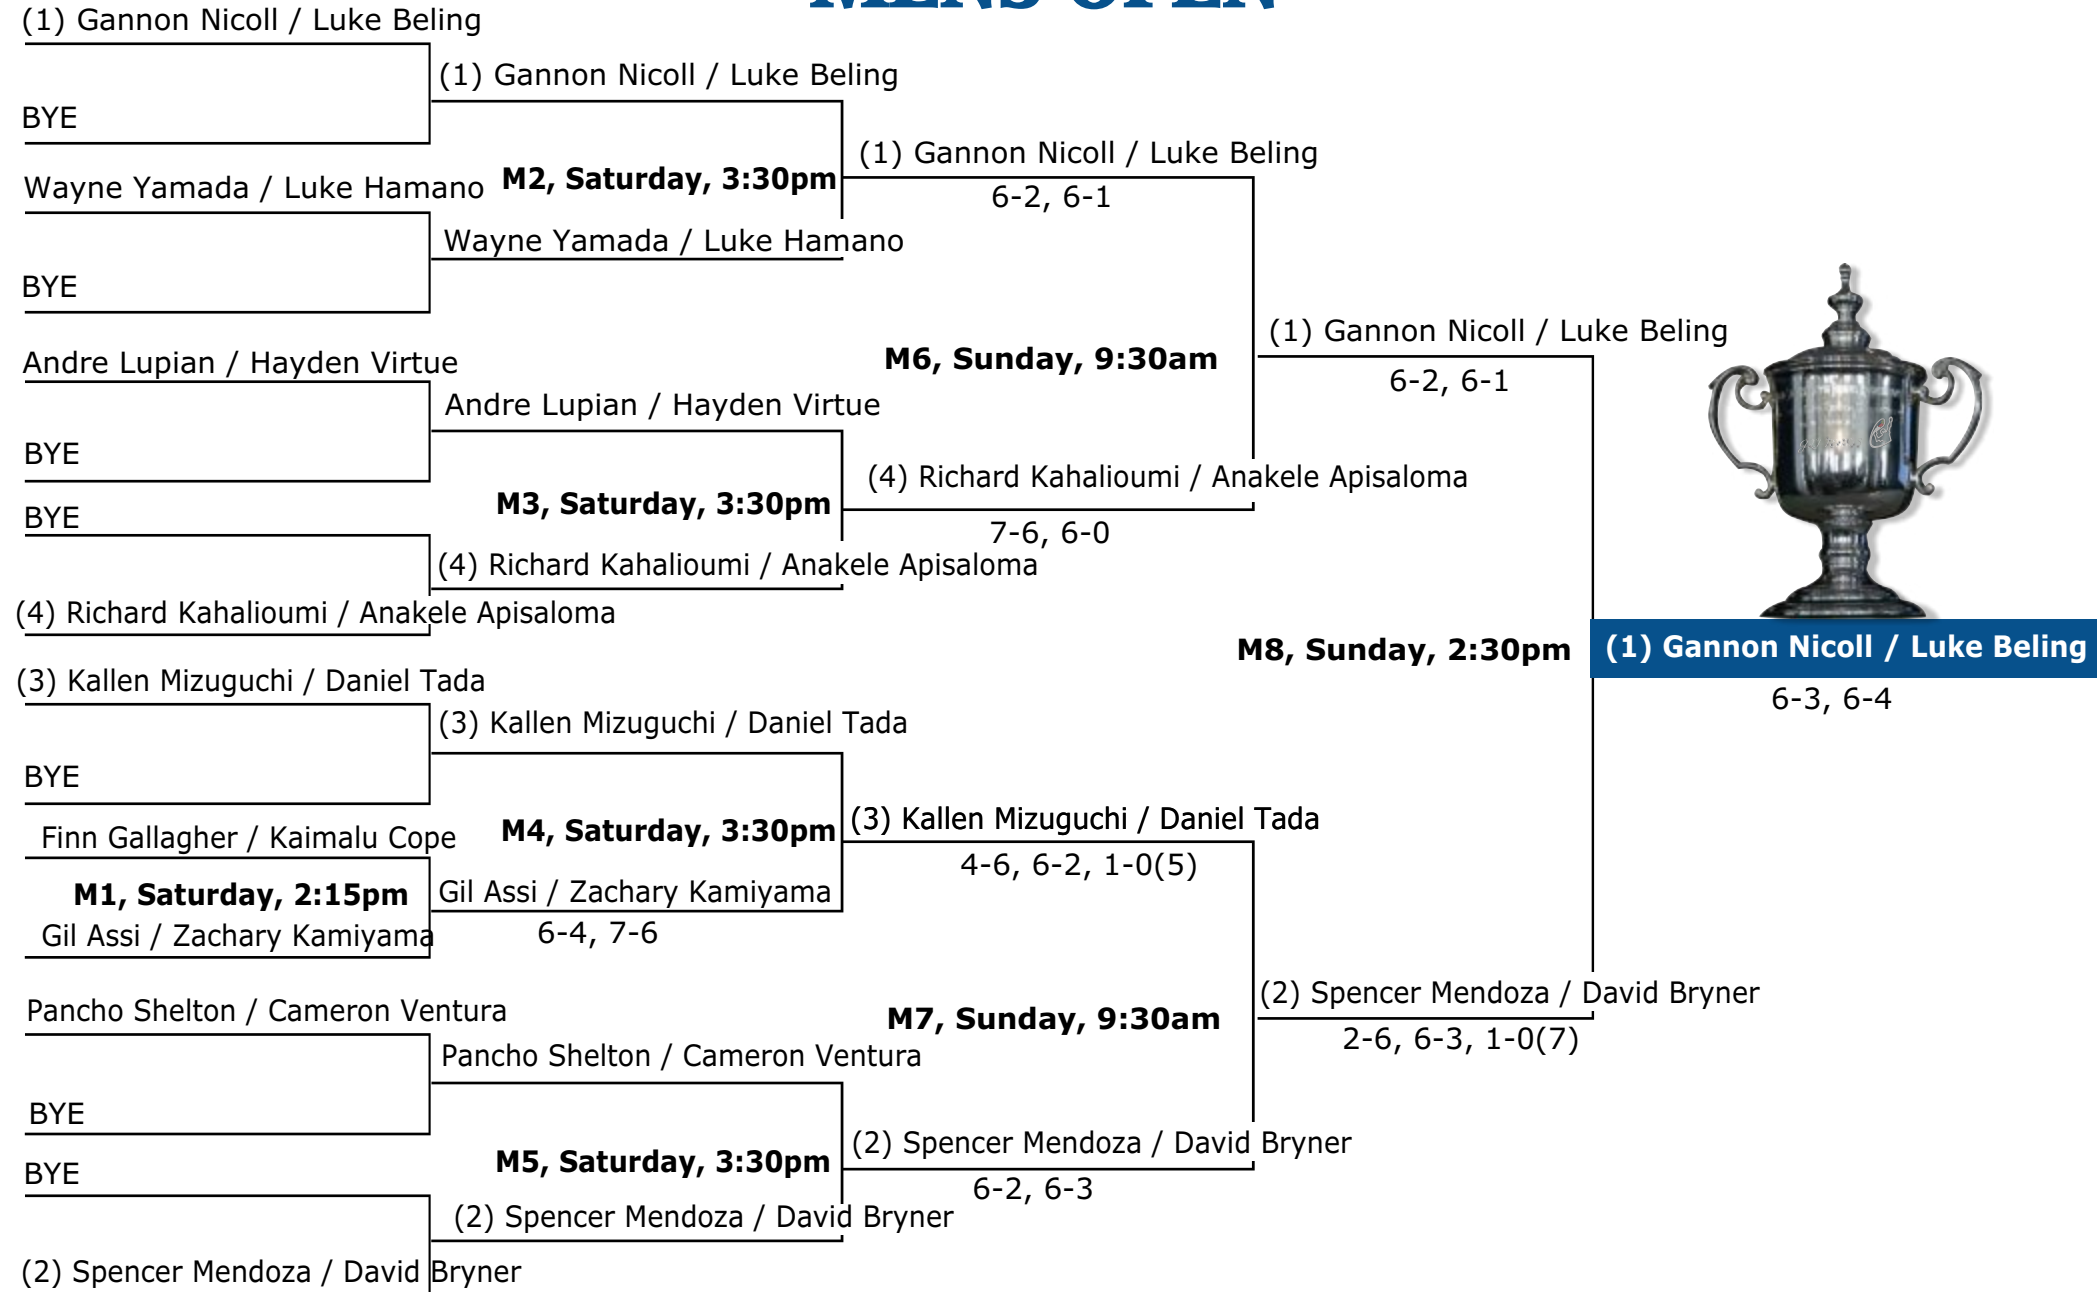 MENS OPEN
(1) Gannon Nicoll / Luke Beling
BYE
Wayne Yamada / Luke Hamano
BYE
Andre Lupian / Hayden Virtue
BYE
BYE
(4) Richard Kahalioumi / Anakele Apisaloma
(3) Kallen Mizuguchi / Daniel Tada
BYE
Finn Gallagher / Kaimalu Cope
M1, Saturday, 2:15pm
Gil Assi / Zachary Kamiyama
Pancho Shelton / Cameron Ventura
BYE
BYE
(2) Spencer Mendoza / David Bryner
(1) Gannon Nicoll / Luke Beling
M2, Saturday, 3:30pm
Wayne Yamada / Luke Hamano
Andre Lupian / Hayden Virtue
M3, Saturday, 3:30pm
(4) Richard Kahalioumi / Anakele Apisaloma
(3) Kallen Mizuguchi / Daniel Tada
M4, Saturday, 3:30pm
Gil Assi / Zachary Kamiyama
6-4, 7-6
Pancho Shelton / Cameron Ventura
M5, Saturday, 3:30pm
(2) Spencer Mendoza / David Bryner
(1) Gannon Nicoll / Luke Beling
6-2, 6-1
M6, Sunday, 9:30am
(4) Richard Kahalioumi / Anakele Apisaloma
7-6, 6-0
(3) Kallen Mizuguchi / Daniel Tada
4-6, 6-2, 1-0(5)
M7, Sunday, 9:30am
(2) Spencer Mendoza / David Bryner
6-2, 6-3
(1) Gannon Nicoll / Luke Beling
6-2, 6-1
M8, Sunday, 2:30pm
(2) Spencer Mendoza / David Bryner
2-6, 6-3, 1-0(7)
(1) Gannon Nicoll / Luke Beling
6-3, 6-4